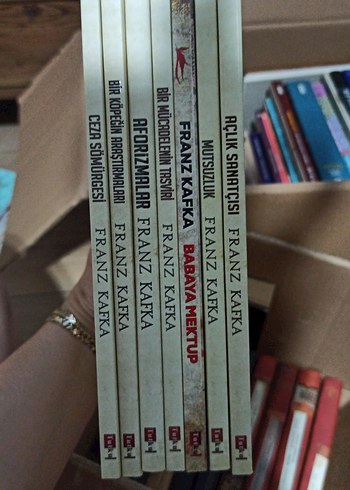 CEZA SÖMÜRGESİ FRANZ KAFKA
BİR KÖPEĞİN ARAŞTIRMALARI FRANZ KAFKA
AFORİZMALAR FRANZ KAFKA
BİR MÜCADELENİN TASVİRİ FRANZ KAFKA
FRANZ KAFKA BABAYA MEKTUP
MUTSUZLUK FRANZ KAFKA
AÇLIK SANATÇISI FRANZ KAFKA